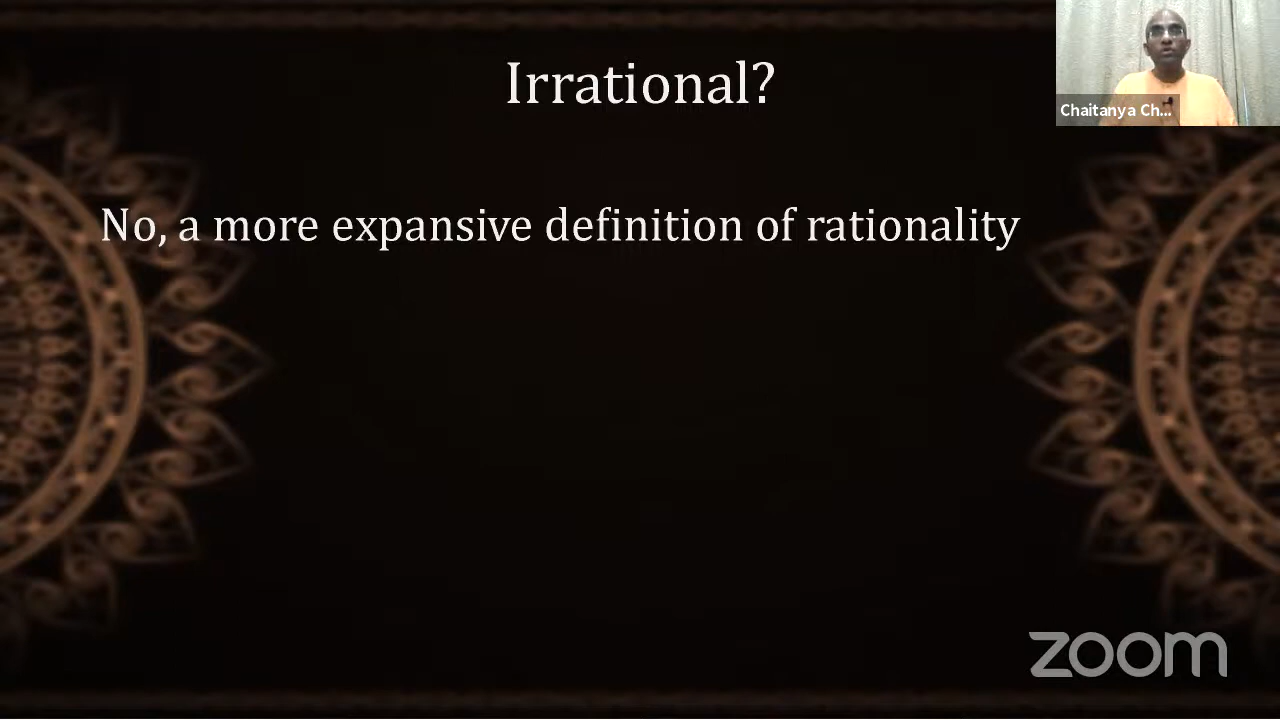 Irrational?
Chaitanya Ch...
No, a more expansive definition of rationality
zoom